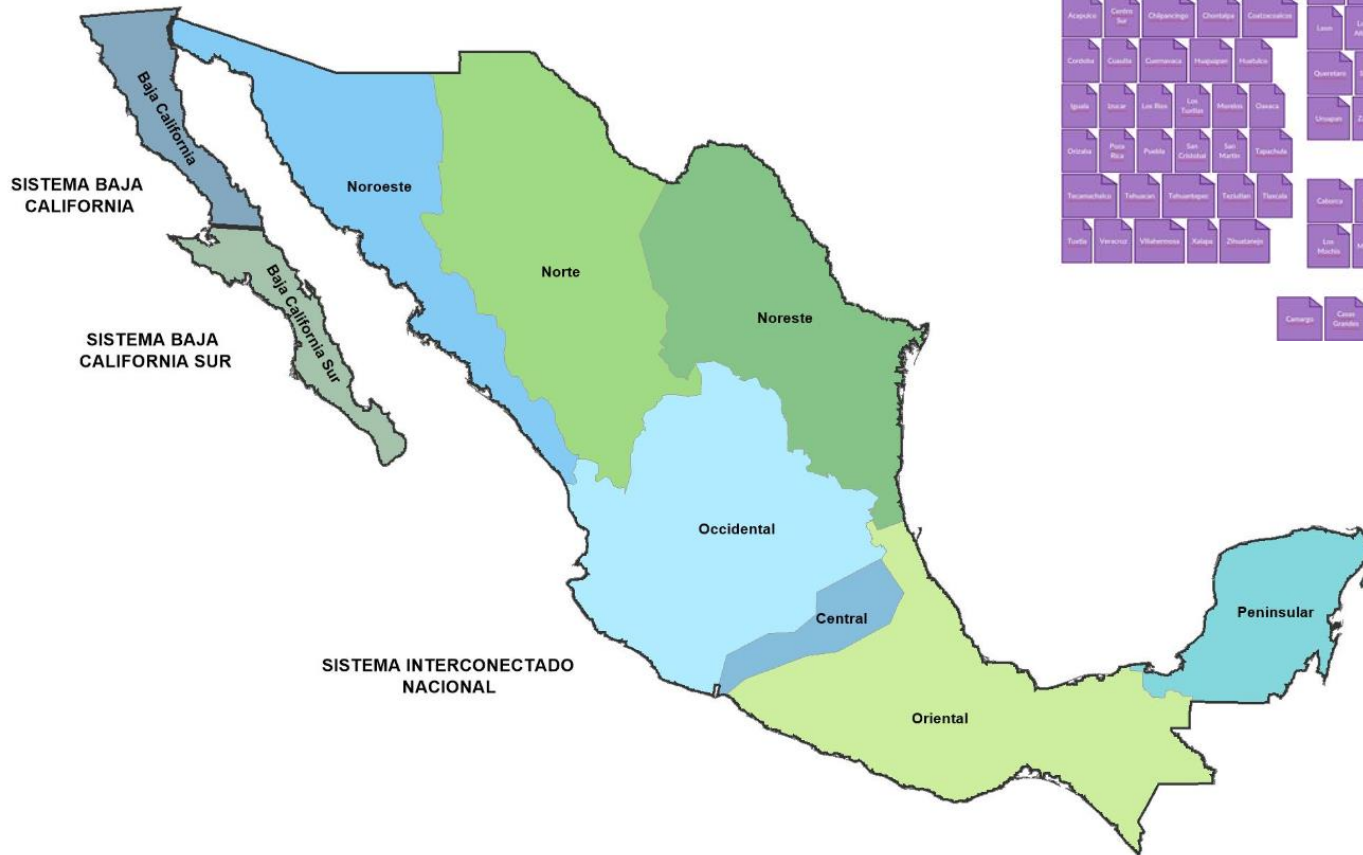 Baja California
SISTEMA BAJA
CALIFORNIA
Baja California Sur
SISTEMA BAJA
CALIFORNIA SUR
Noroeste
Norte
Noreste
Occidental
Central
Oriental
Peninsular
SISTEMA INTERCONECTADO
NACIONAL
Acapulco
Centro
Sur
Chilpancingo
Chontalpa
Coatzacoalcos
Cordoba
Cuautla
Cuernavaca
Huajuapan
Huatulco
Iguala
Izucar
Los Rios
Los
Tuxtlas
Morelos
Oaxaca
Orizaba
Poza
Rica
Puebla
San
Cristobal
San
Martin
Tapachula
Tecamachalco
Tehuacan
Tehuantepec
Teziutlan
Tlaxcala
Tuxtla
Veracruz
Villahermosa
Xalapa
Zihuatanejo
Leon
Queretaro
Uruapan
Caborca
Los
Mochis
Camargo
Casas
Grandes